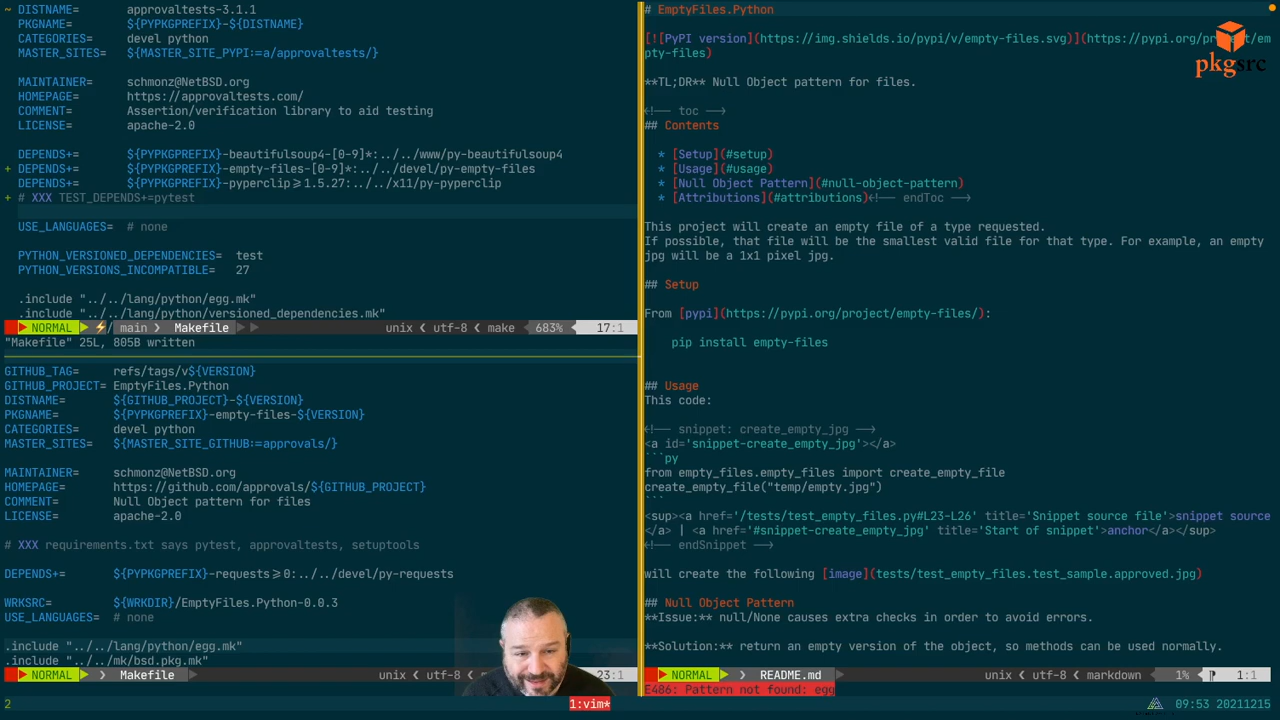 ~ DISTNAME=       approvaltests-3.1.1
  PKGNAME=        ${PYPKGPREFIX}-${DISTNAME}
  CATEGORIES=     devel python
  MASTER_SITES=   ${MASTER_SITE_PYPI:=a/approvaltests/}

  MAINTAINER=     schmonz@NetBSD.org
  HOMEPAGE=       https://approvaltests.com/
  COMMENT=        Assertion/verification library to aid testing
  LICENSE=        apache-2.0

  DEPENDS+=       ${PYPKGPREFIX}-beautifulsoup4-[0-9]*:../../www/py-beautifulsoup4
+ DEPENDS+=       ${PYPKGPREFIX}-empty-files-[0-9]*:../../devel/py-empty-files
  DEPENDS+=       ${PYPKGPREFIX}-pyperclip>=1.5.27:../../x11/py-pyperclip
+ # XXX TEST_DEPENDS+=pytest

  USE_LANGUAGES=  # none

  PYTHON_VERSIONED_DEPENDENCIES=  test
  PYTHON_VERSIONS_INCOMPATIBLE=   27

  .include "../../lang/python/egg.mk"
  .include "../../lang/python/versioned_dependencies.mk"
NORMAL ⚡/ main ❯ Makefile unix ❮ utf-8 ❮ make 683% 17:1
"Makefile" 25L, 805B written
GITHUB_TAG=     refs/tags/v${VERSION}
GITHUB_PROJECT= EmptyFiles.Python
DISTNAME=       ${GITHUB_PROJECT}-${VERSION}
PKGNAME=        ${PYPKGPREFIX}-empty-files-${VERSION}
CATEGORIES=     devel python
MASTER_SITES=   ${MASTER_SITE_GITHUB:=approvals/}

MAINTAINER=     schmonz@NetBSD.org
HOMEPAGE=       https://github.com/approvals/${GITHUB_PROJECT}
COMMENT=        Null Object pattern for files
LICENSE=        apache-2.0

# XXX requirements.txt says pytest, approvaltests, setuptools

DEPENDS+=       ${PYPKGPREFIX}-requests>=0:../../devel/py-requests

WRKSRC=         ${WRKDIR}/EmptyFiles.Python-0.0.3
USE_LANGUAGES=  # none

.include "../../lang/python/egg.mk"
.include "../../mk/bsd.pkg.mk"
NORMAL ❯ Makefile unix ❮ utf-8 23:1
# EmptyFiles.Python

[![PyPI version](https://img.shields.io/pypi/v/empty-files.svg)](https://pypi.org/project/em
pty-files)

**TL;DR** Null Object pattern for files.

<!-- toc -->
## Contents

  * [Setup](#setup)
  * [Usage](#usage)
  * [Null Object Pattern](#null-object-pattern)
  * [Attributions](#attributions)<!-- endToc -->

This project will create an empty file of a type requested.
If possible, that file will be the smallest valid file for that type. For example, an empty
jpg will be a 1x1 pixel jpg.

## Setup

From [pypi](https://pypi.org/project/empty-files/):

    pip install empty-files

## Usage
This code:

<!-- snippet: create_empty_jpg -->
<a id='snippet-create_empty_jpg'></a>
```py
from empty_files.empty_files import create_empty_file
create_empty_file("temp/empty.jpg")
```
<sup><a href='/tests/test_empty_files.py#L23-L26' title='Snippet source file'>snippet source
</a> | <a href='#snippet-create_empty_jpg' title='Start of snippet'>anchor</a></sup>
<!-- endSnippet -->

will create the following [image](tests/test_empty_files.test_sample.approved.jpg)

## Null Object Pattern
**Issue:** null/None causes extra checks in order to avoid errors.

**Solution:** return an empty version of the object, so methods can be used normally.
NORMAL ❯ README.md unix ❮ utf-8 ❮ markdown 1% 1:1
E486: Pattern not found: egg
pkgsrc
2 1:vim* 09:53 20211215